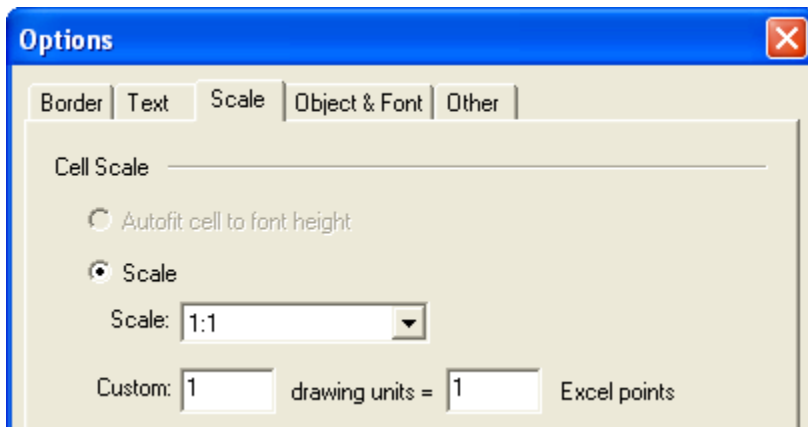 Options
Border Text Scale Object & Font Other
Cell Scale
Autofit cell to font height
Scale
Scale: 1:1
Custom: 1 drawing units = 1 Excel points